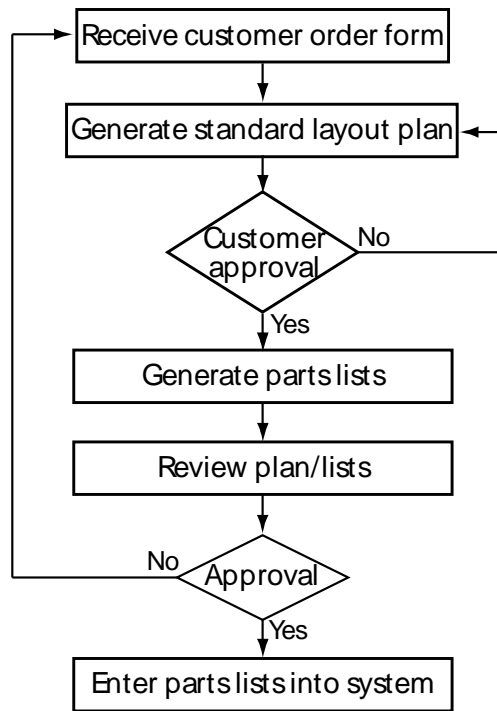 Receive customer order form
Generate standard layout plan
Customer
approval
No
Yes
Generate parts lists
Review plan/lists
No
Approval
Yes
Enter parts lists into system